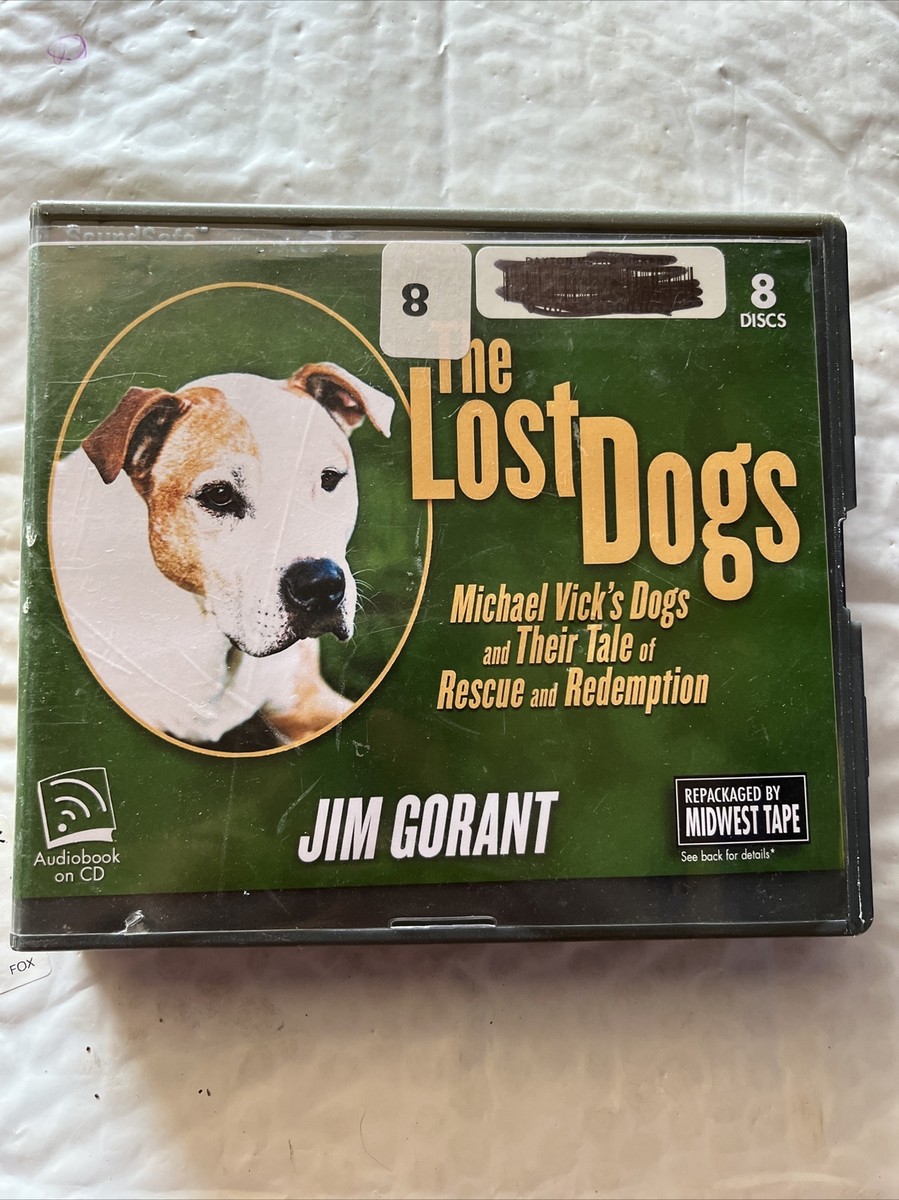 SoundSafe™
8
8
DISCS
The
Lost Dogs
Michael Vick's Dogs
and Their Tale of
Rescue and Redemption
JIM GORANT
Audiobook
on CD
REPACKAGED BY
MIDWEST TAPE
See back for details*
FOX